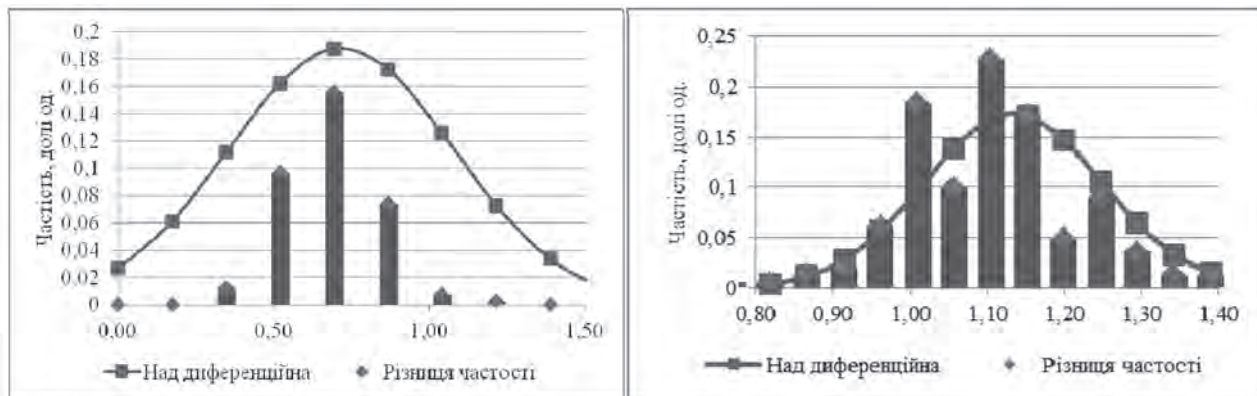 Частість, долі од.
0,2
0,18
0,16
0,14
0,12
0,1
0,08
0,06
0,04
0,02
0
0,00 0,50 1,00 1,50
Над диференційна Різниця частості
Частість, долі од.
0,25
0,2
0,15
0,1
0,05
0
0,80 0,90 1,00 1,10 1,20 1,30 1,40
Над диференційна Різниця частості